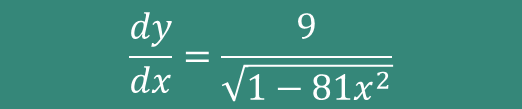 dy/dx = 9/√(1 − 81x²)